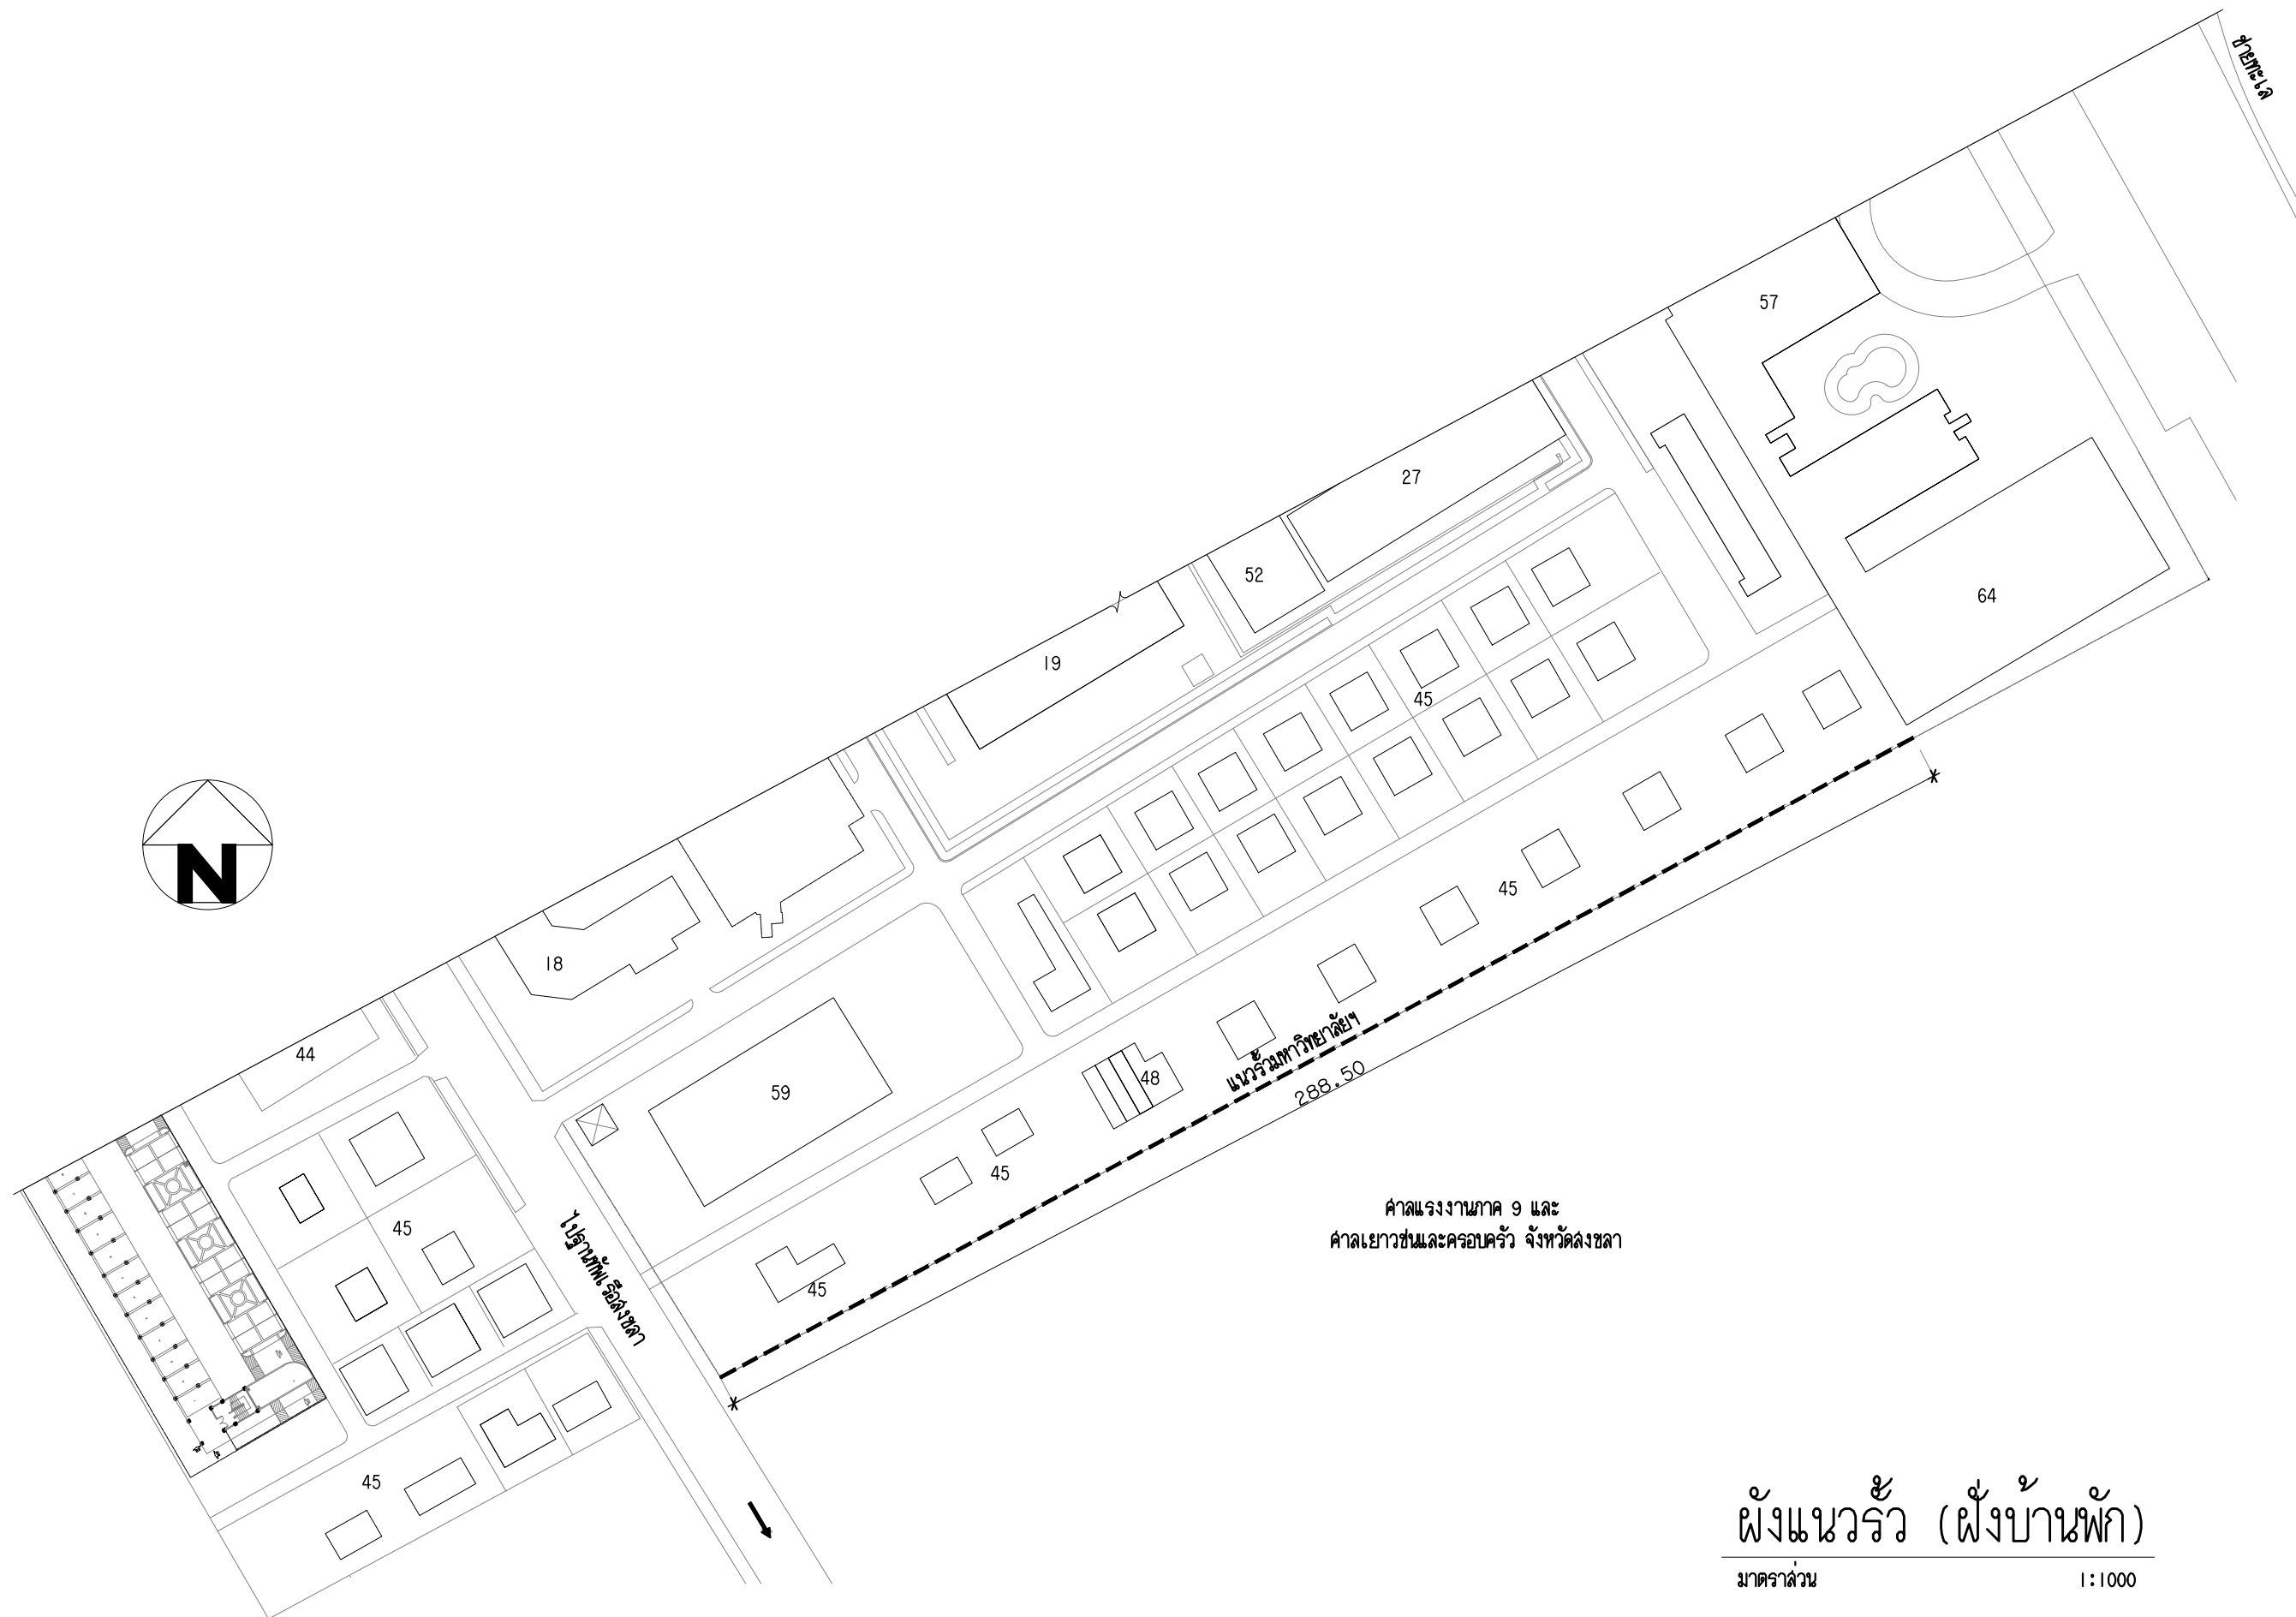 ชายทะเล
57
27
52
64
19
45
N
45
18
44
59
48
แนวรั้วมหาวิทยาลัยฯ
288.50
45
45
45
ไปฐานทัพเรือสงขลา
ศาลแรงงานภาค 9 และ
ศาลเยาวชนและครอบครัว จังหวัดสงขลา
45
ผังแนวรั้ว (ฝั่งบ้านพัก)
มาตราส่วน 1:1000